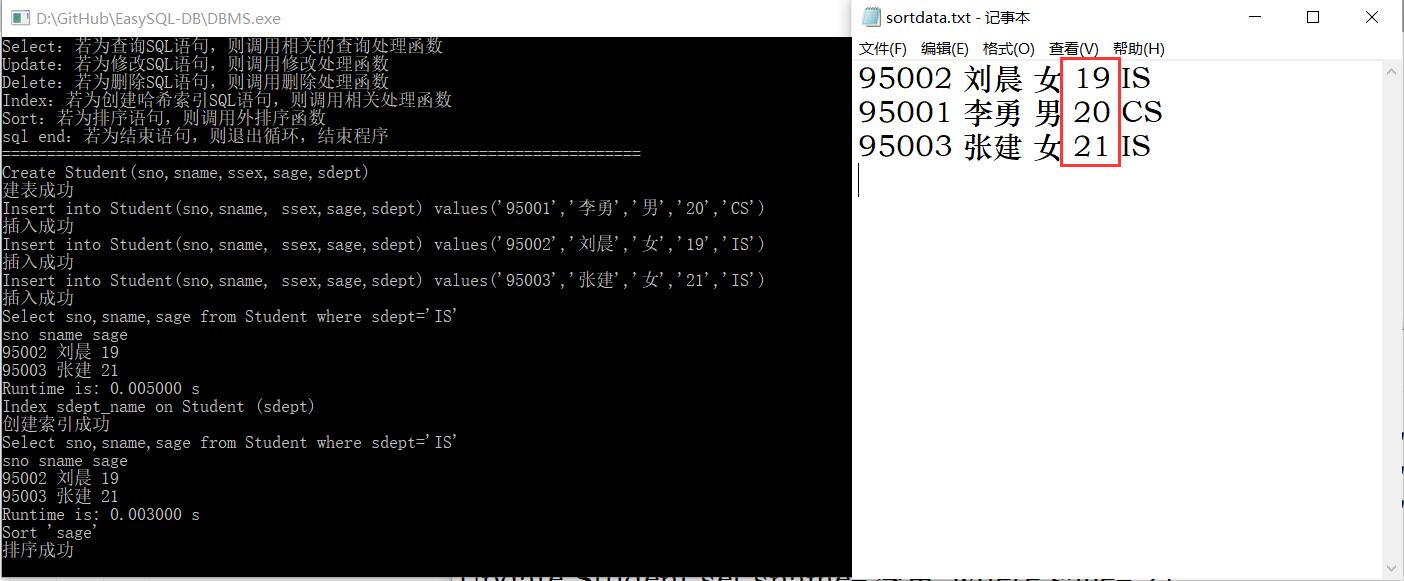 D:\GitHub\EasySQL-DB\DBMS.exe
Select: 若为查询SQL语句，则调用相关的查询处理函数
Update: 若为修改SQL语句，则调用修改处理函数
Delete: 若为删除SQL语句，则调用删除处理函数
Index: 若为创建哈希索引SQL语句，则调用相关处理函数
Sort: 若为排序语句，则调用外排序函数
sql end: 若为结束语句，则退出循环，结束程序
=======================================================================
Create Student(sno,sname,ssex,sage,sdept)
建表成功
Insert into Student(sno,sname, ssex,sage,sdept) values('95001','李勇','男','20','CS')
插入成功
Insert into Student(sno,sname, ssex,sage,sdept) values('95002','刘晨','女','19','IS')
插入成功
Insert into Student(sno,sname, ssex,sage,sdept) values('95003','张建','女','21','IS')
插入成功
Select sno,sname,sage from Student where sdept='IS'
sno sname sage
95002 刘晨 19
95003 张建 21
Runtime is: 0.005000 s
Index sdept_name on Student (sdept)
创建索引成功
Select sno,sname,sage from Student where sdept='IS'
sno sname sage
95002 刘晨 19
95003 张建 21
Runtime is: 0.003000 s
Sort 'sage'
排序成功
sortdata.txt - 记事本
文件(F) 编辑(E) 格式(O) 查看(V) 帮助(H)
95002 刘晨 女 19 IS
95001 李勇 男 20 CS
95003 张建 女 21 IS